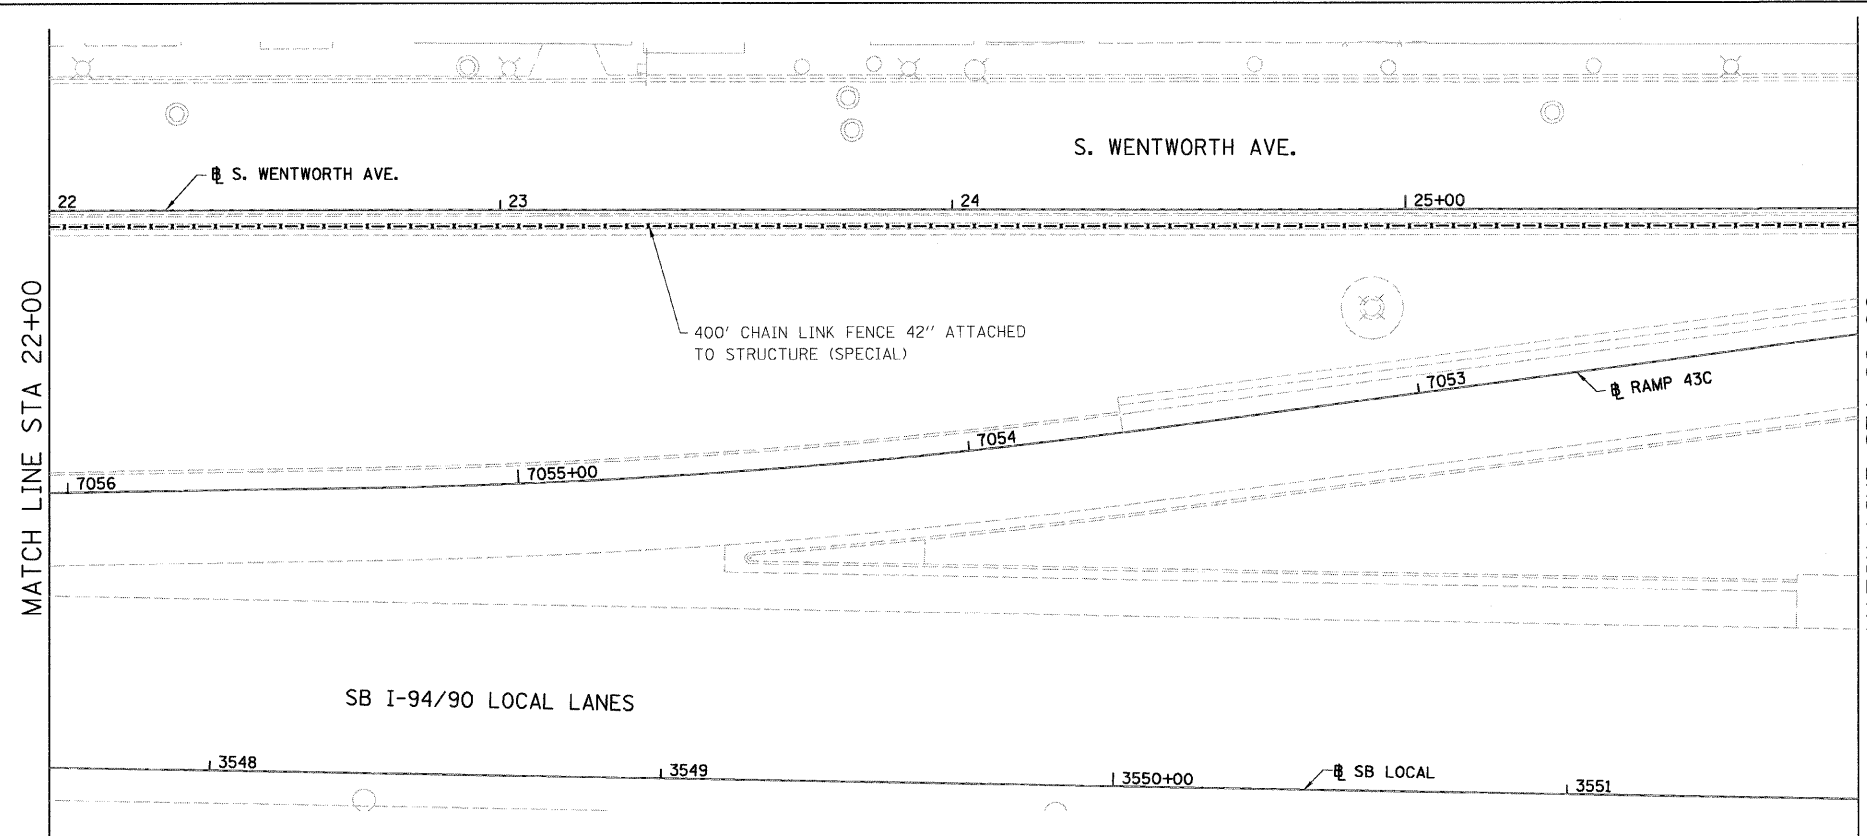 S. WENTWORTH AVE.
℄ S. WENTWORTH AVE.
22
23
24
25+00
MATCH LINE STA 22+00
400' CHAIN LINK FENCE 42" ATTACHED
TO STRUCTURE (SPECIAL)
7053
RAMP 43C
7054
7055+00
7056
SB I-94/90 LOCAL LANES
3548
3549
3550+00
SB LOCAL
3551